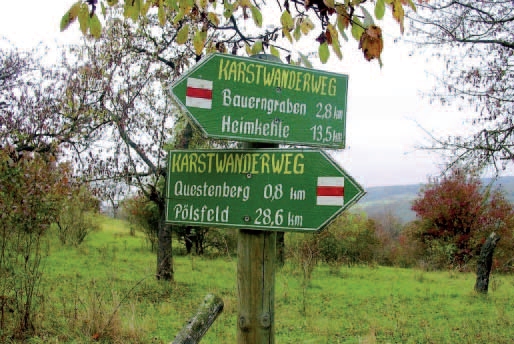 KARSTWANDERWEG
Bauerngraben 2,8 km
Heimkehle 13,5 km
KARSTWANDERWEG
Questenberg 0,8 km
Pölsfeld 28,6 km